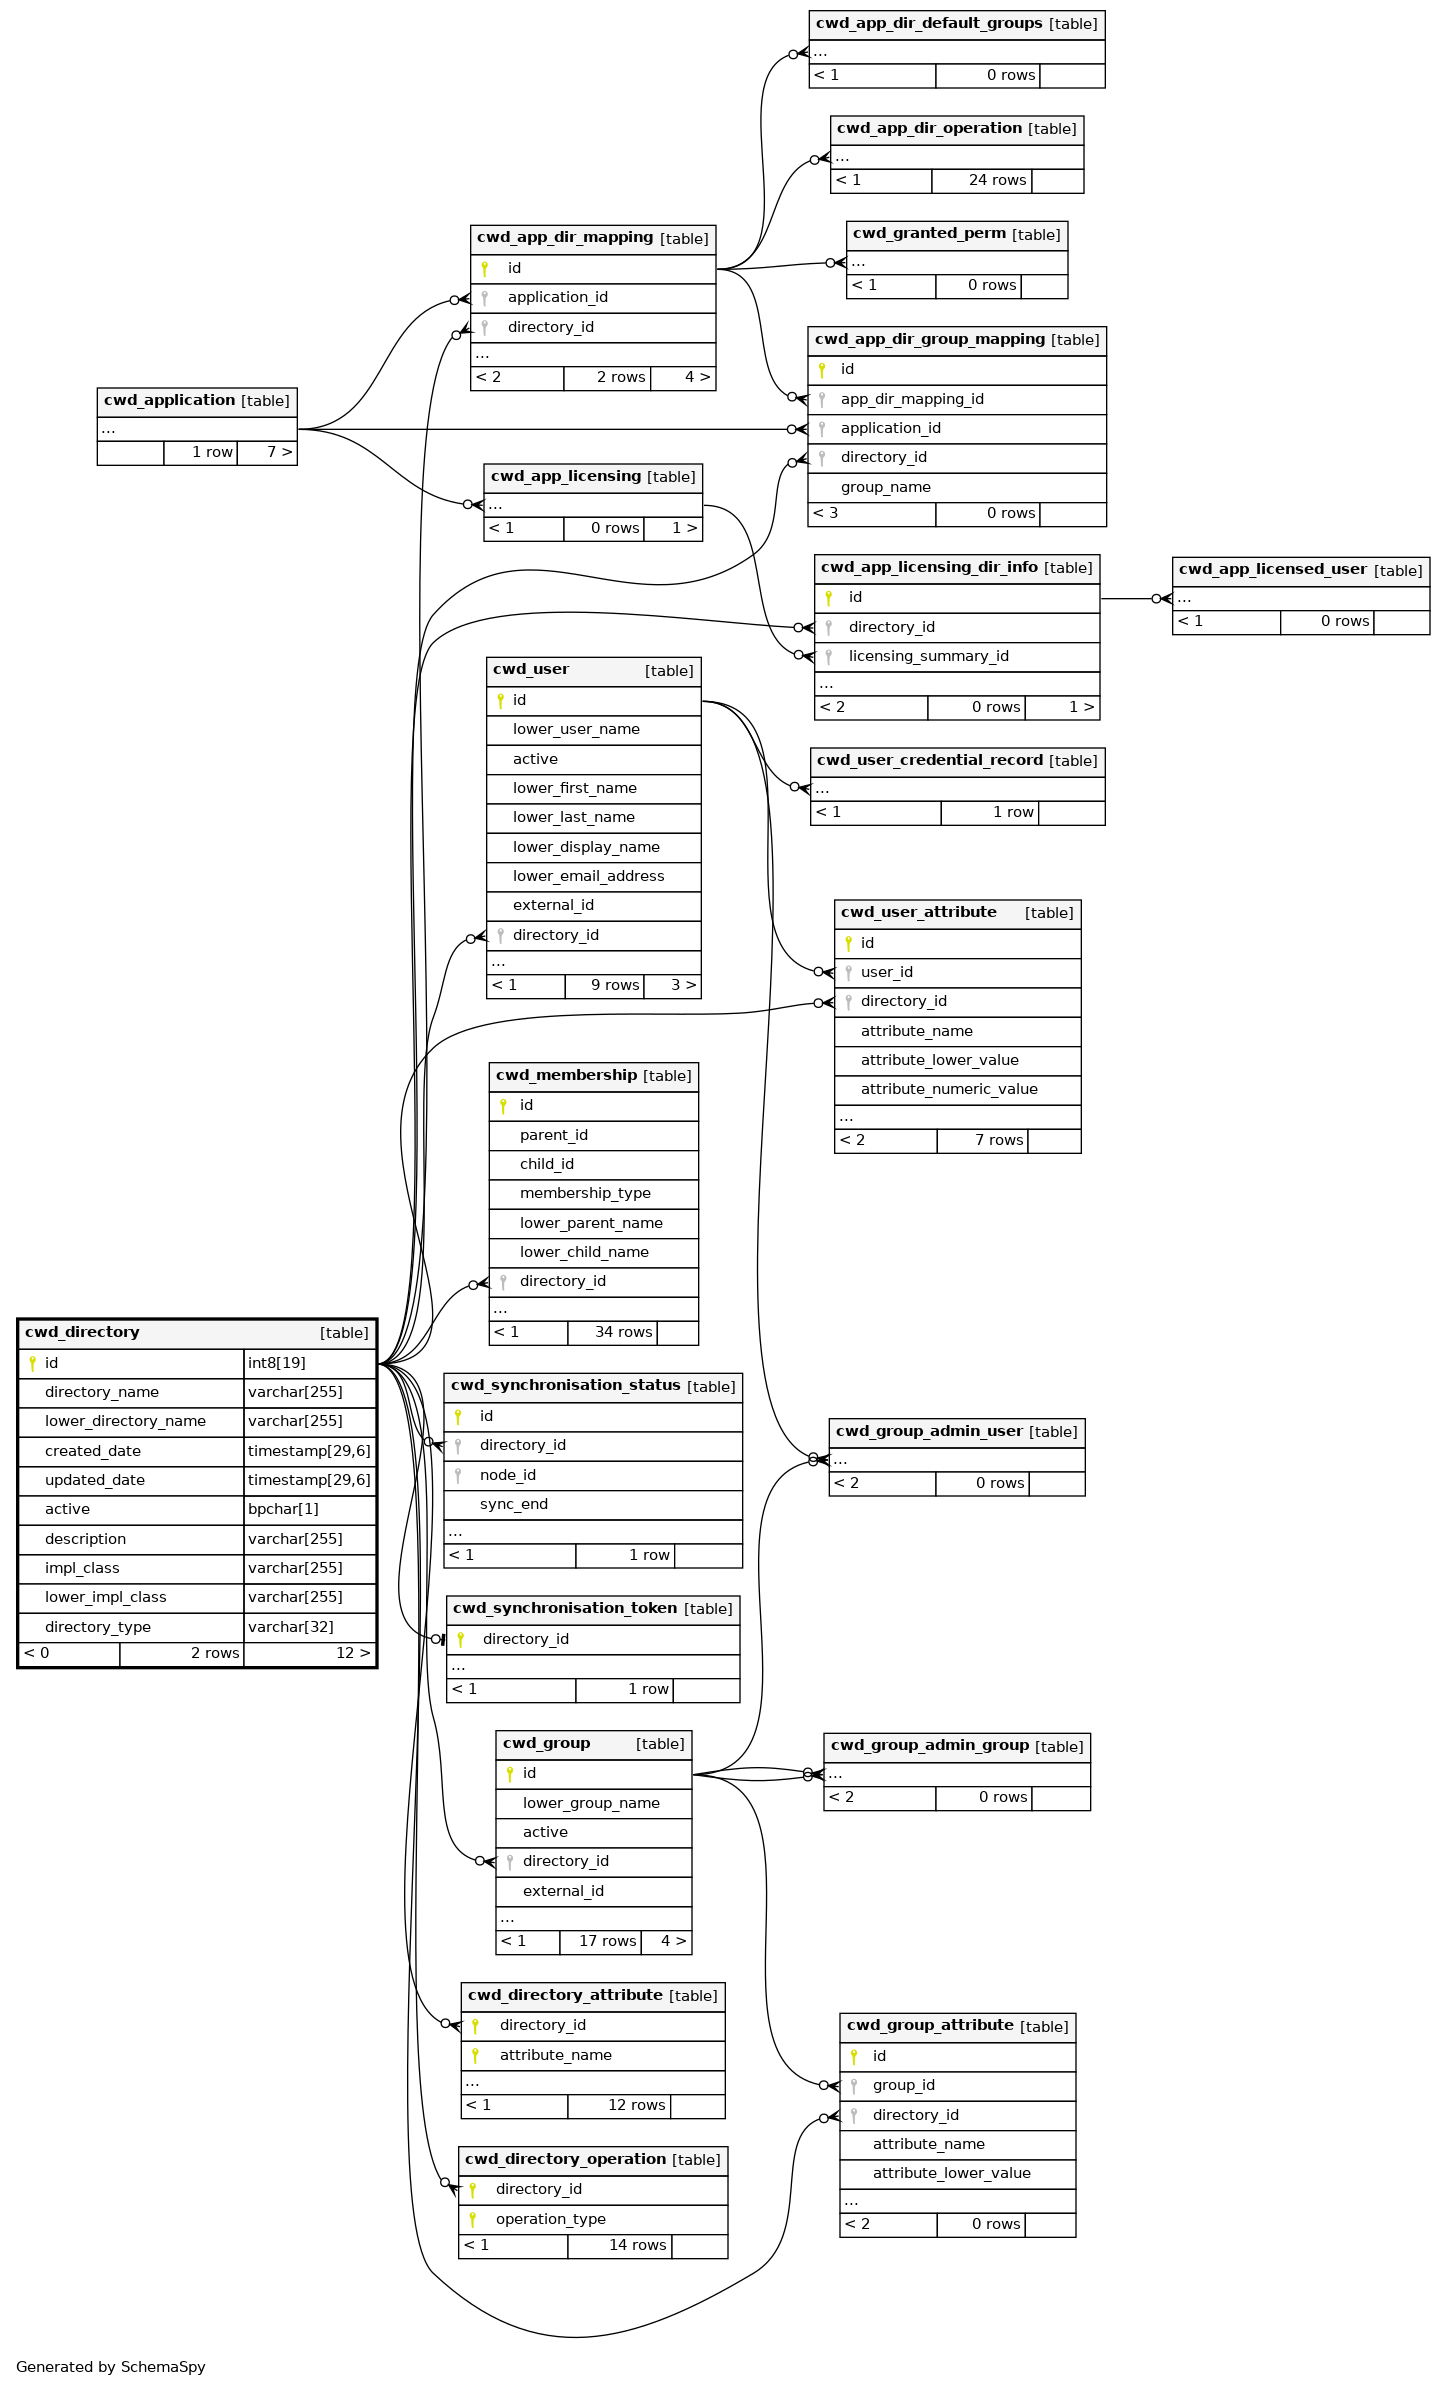 cwd_app_dir_default_groups [table]
...
< 1 0 rows
cwd_app_dir_operation [table]
...
< 1 24 rows
cwd_granted_perm [table]
...
< 1 0 rows
cwd_app_dir_mapping [table]
id
application_id
directory_id
...
< 2 2 rows 4 >
cwd_app_dir_group_mapping [table]
id
app_dir_mapping_id
application_id
directory_id
group_name
< 3 0 rows
cwd_application [table]
...
1 row 7 >
cwd_app_licensing [table]
...
< 1 0 rows 1 >
cwd_app_licensing_dir_info [table]
id
directory_id
licensing_summary_id
...
< 2 0 rows 1 >
cwd_app_licensed_user [table]
...
< 1 0 rows
cwd_user [table]
id
lower_user_name
active
lower_first_name
lower_last_name
lower_display_name
lower_email_address
external_id
directory_id
...
< 1 9 rows 3 >
cwd_user_credential_record [table]
...
< 1 1 row
cwd_user_attribute [table]
id
user_id
directory_id
attribute_name
attribute_lower_value
attribute_numeric_value
...
< 2 7 rows
cwd_membership [table]
id
parent_id
child_id
membership_type
lower_parent_name
lower_child_name
directory_id
...
< 1 34 rows
cwd_directory [table]
id int8[19]
directory_name varchar[255]
lower_directory_name varchar[255]
created_date timestamp[29,6]
updated_date timestamp[29,6]
active bpchar[1]
description varchar[255]
impl_class varchar[255]
lower_impl_class varchar[255]
directory_type varchar[32]
< 0 2 rows 12 >
cwd_synchronisation_status [table]
id
directory_id
node_id
sync_end
...
< 1 1 row
cwd_group_admin_user [table]
...
< 2 0 rows
cwd_synchronisation_token [table]
directory_id
...
< 1 1 row
cwd_group [table]
id
lower_group_name
active
directory_id
external_id
...
< 1 17 rows 4 >
cwd_group_admin_group [table]
...
< 2 0 rows
cwd_directory_attribute [table]
directory_id
attribute_name
...
< 1 12 rows
cwd_group_attribute [table]
id
group_id
directory_id
attribute_name
attribute_lower_value
...
< 2 0 rows
cwd_directory_operation [table]
directory_id
operation_type
< 1 14 rows
Generated by SchemaSpy